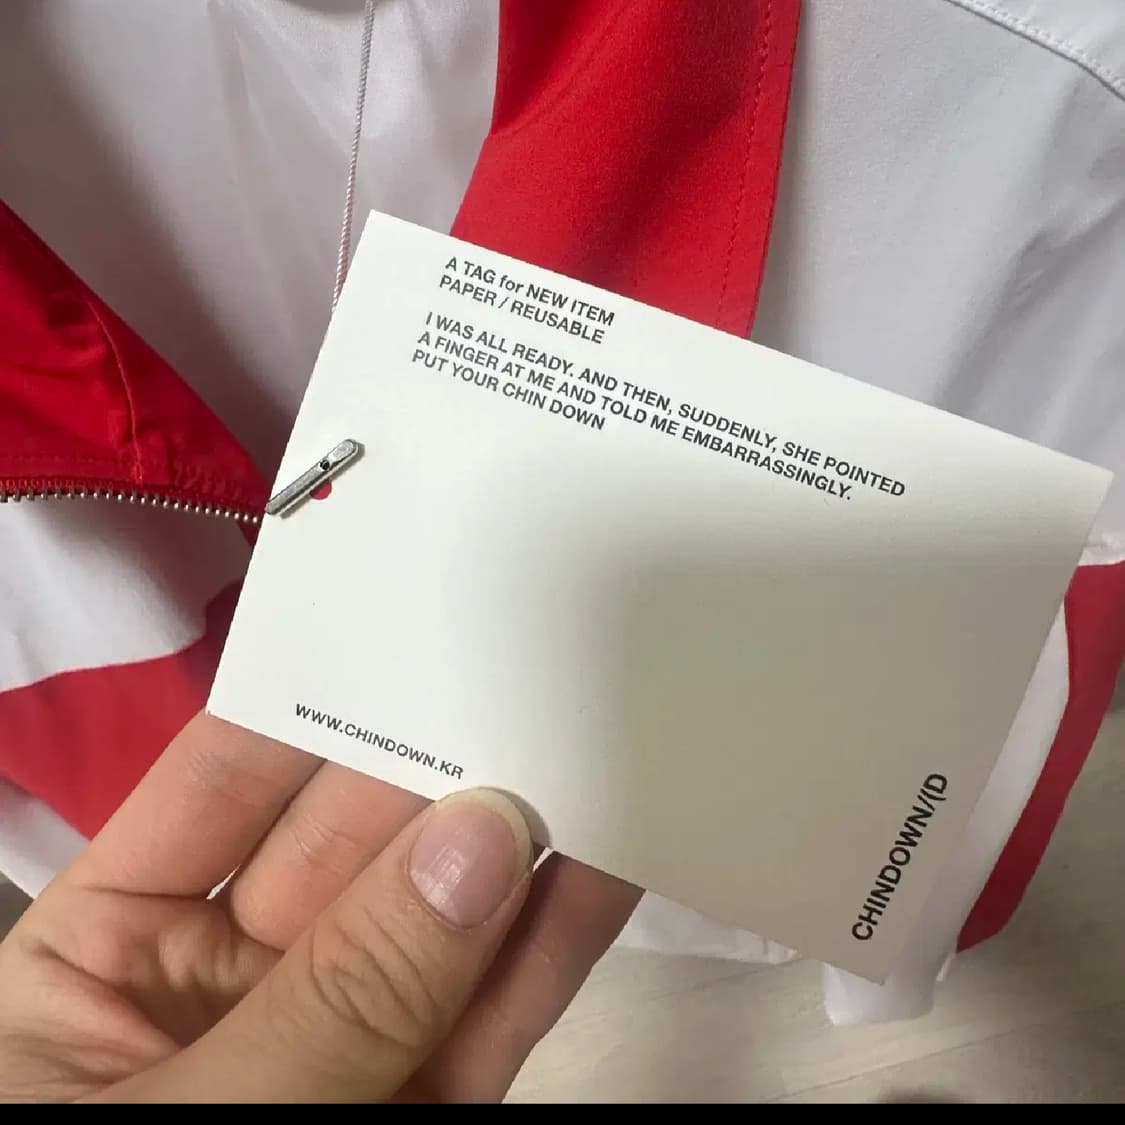 A TAG for NEW ITEM
PAPER / REUSABLE
I WAS ALL READY. AND THEN, SUDDENLY, SHE POINTED
A FINGER AT ME AND TOLD ME EMBARRASSINGLY.
PUT YOUR CHIN DOWN
WWW.CHINDOWN.KR
CHINDOWN/(D